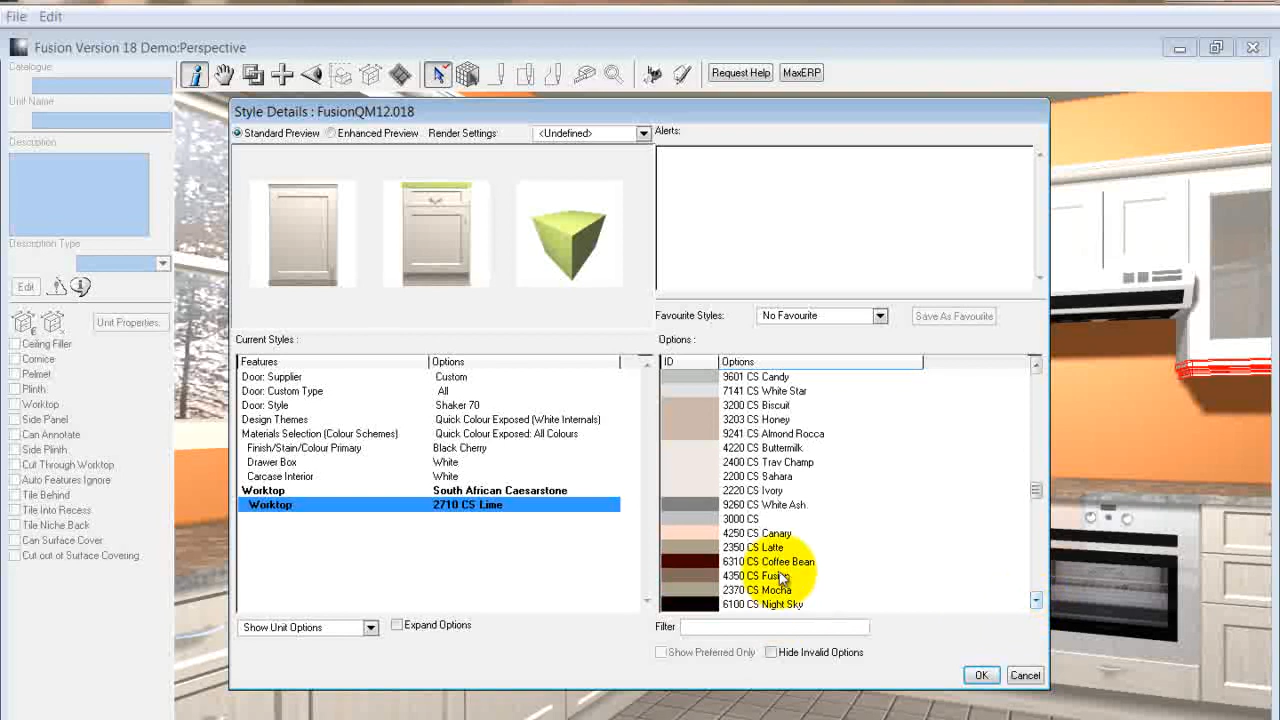 File Edit
Fusion Version 18 Demo:Perspective
Catalogue:
Unit Name
Description:
Description Type
Edit
Unit Properties:
Ceiling Filler
Cornice
Pelmet
Plinth
Worktop
Side Panel
Can Annotate
Side Plinth
Cut Through Worktop
Auto Features Ignore
Tile Behind
Tile Into Recess
Tile Niche Back
Can Surface Cover
Cut out of Surface Covering
Request Help MaxERP
Style Details : FusionQM12.018
Standard Preview Enhanced Preview Render Settings: <Undefined>
Alerts:
Favourite Styles: No Favourite Save As Favourite
Current Styles :
Features Options
Door: Supplier Custom
Door: Custom Type All
Door: Style Shaker 70
Design Themes Quick Colour Exposed (White Internals)
Materials Selection (Colour Schemes) Quick Colour Exposed: All Colours
Finish/Stain/Colour Primary Black Cherry
Drawer Box White
Carcase Interior White
Worktop South African Caesarstone
Worktop 2710 CS Lime
Show Unit Options Expand Options
Options :
ID Options
9601 CS Candy
7141 CS White Star
3200 CS Biscuit
3203 CS Honey
9241 CS Almond Rocca
4220 CS Buttermilk
2400 CS Trav Champ
2200 CS Sahara
2220 CS Ivory
9260 CS White Ash
3000 CS
4250 CS Canary
2350 CS Latte
6310 CS Coffee Bean
4350 CS
2370 CS Mocha
6100 CS Night Sky
Filter
Show Preferred Only Hide Invalid Options
OK Cancel